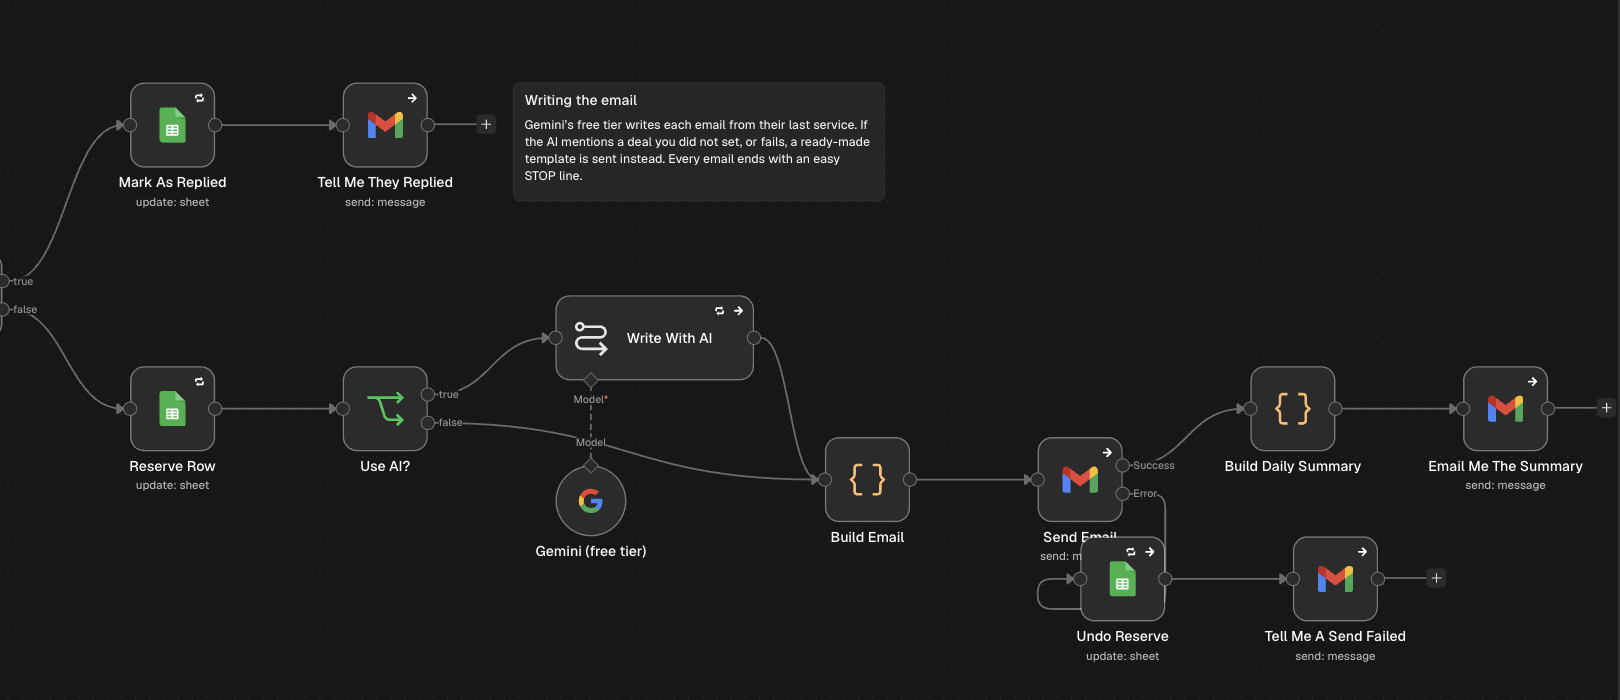 Writing the email
Gemini's free tier writes each email from their last service. If
the AI mentions a deal you did not set, or fails, a ready-made
template is sent instead. Every email ends with an easy
STOP line.
Mark As Replied
update: sheet
Tell Me They Replied
send: message
true
false
Reserve Row
update: sheet
Use AI?
true
false
Write With AI
Model*
Model
Gemini (free tier)
Build Email
Send Email
send: m
Success
Error
Build Daily Summary
Email Me The Summary
send: message
Undo Reserve
update: sheet
Tell Me A Send Failed
send: message